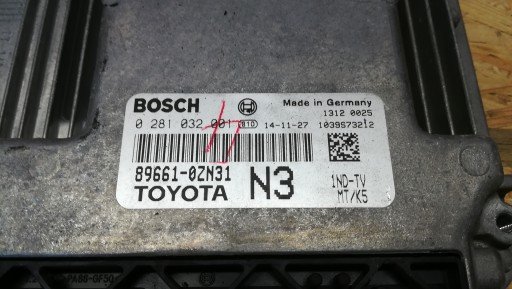 BOSCH Made in Germany
1312 0025
0 281 032 001 BIO 14-11-27 1039S73212
89661-0ZN31 N3 1ND-TV
TOYOTA MT/K5